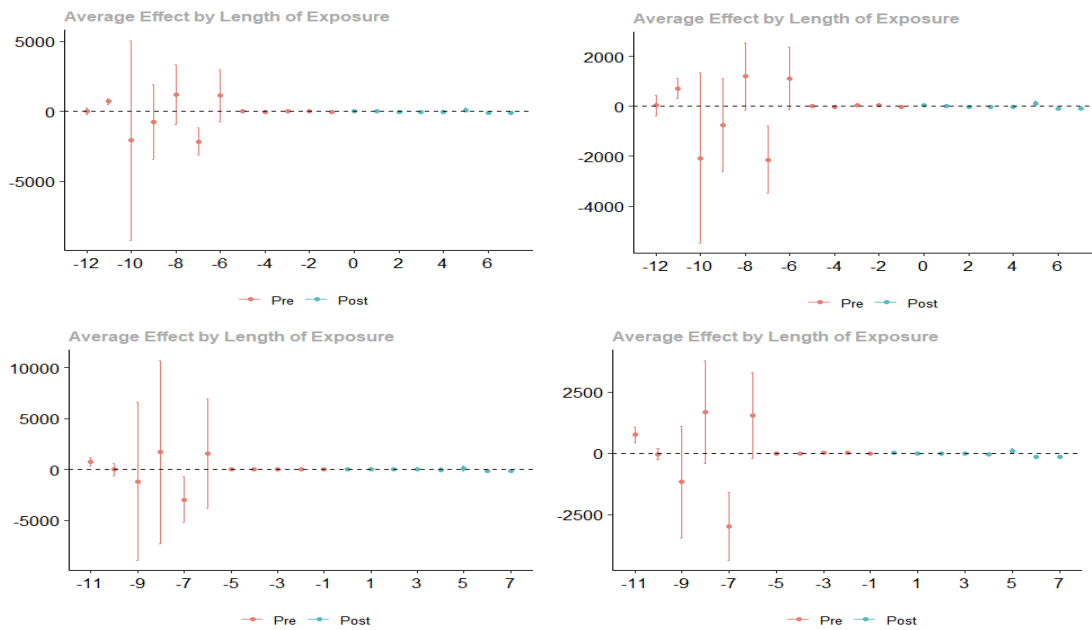 Average Effect by Length of Exposure
5000
0
-5000
-12 -10 -8 -6 -4 -2 0 2 4 6
Pre Post
Average Effect by Length of Exposure
2000
0
-2000
-4000
-12 -10 -8 -6 -4 -2 0 2 4 6
Pre Post
Average Effect by Length of Exposure
10000
5000
0
-5000
-11 -9 -7 -5 -3 -1 1 3 5 7
Pre Post
Average Effect by Length of Exposure
2500
0
-2500
-11 -9 -7 -5 -3 -1 1 3 5 7
Pre Post